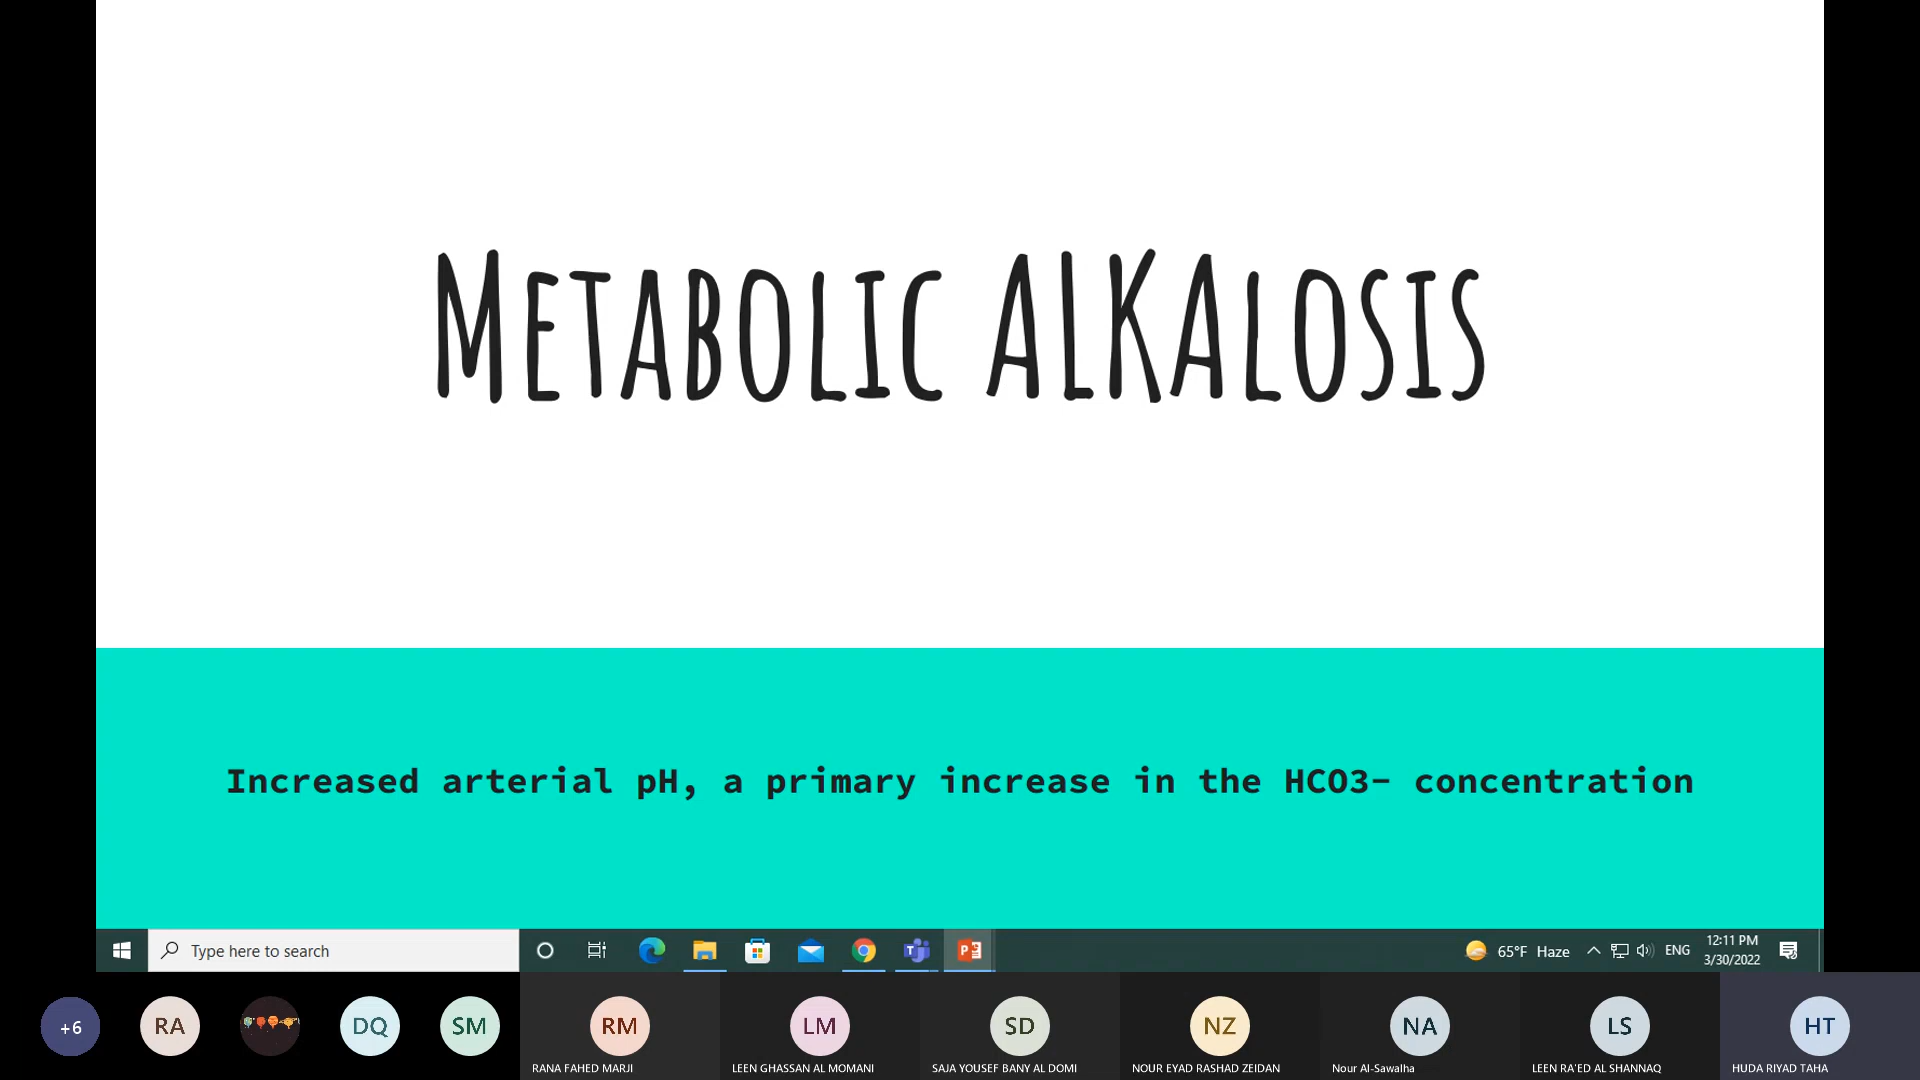 Metabolic ALKAlosis
Increased arterial pH, a primary increase in the HCO3- concentration
Type here to search
65°F Haze
ENG
12:11 PM
3/30/2022
+6
RA
DQ
SM
RM
LM
SD
NZ
NA
LS
HT
RANA FAHED MARJI
LEEN GHASSAN AL MOMANI
SAJA YOUSEF BANY AL DOMI
NOUR EYAD RASHAD ZEIDAN
Nour Al-Sawalha
LEEN RA'ED AL SHANNAQ
HUDA RIYAD TAHA